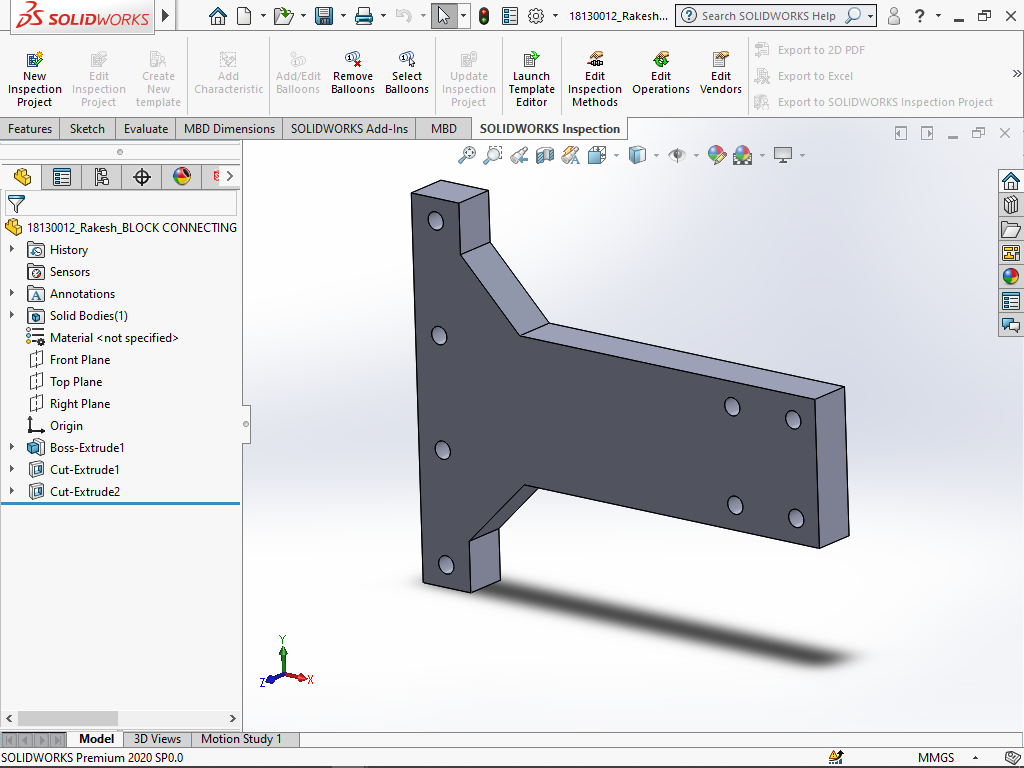 SOLIDWORKS
18130012_Rakesh...
Search SOLIDWORKS Help
New Inspection Project
Edit Inspection Project
Create New template
Add Characteristic
Add/Edit Balloons
Remove Balloons
Select Balloons
Update Inspection Project
Launch Template Editor
Edit Inspection Methods
Edit Operations
Edit Vendors
Export to 2D PDF
Export to Excel
Export to SOLIDWORKS Inspection Project
Features
Sketch
Evaluate
MBD Dimensions
SOLIDWORKS Add-Ins
MBD
SOLIDWORKS Inspection
18130012_Rakesh_BLOCK CONNECTING
History
Sensors
Annotations
Solid Bodies(1)
Material <not specified>
Front Plane
Top Plane
Right Plane
Origin
Boss-Extrude1
Cut-Extrude1
Cut-Extrude2
Y
Z
X
Model
3D Views
Motion Study 1
SOLIDWORKS Premium 2020 SP0.0
MMGS